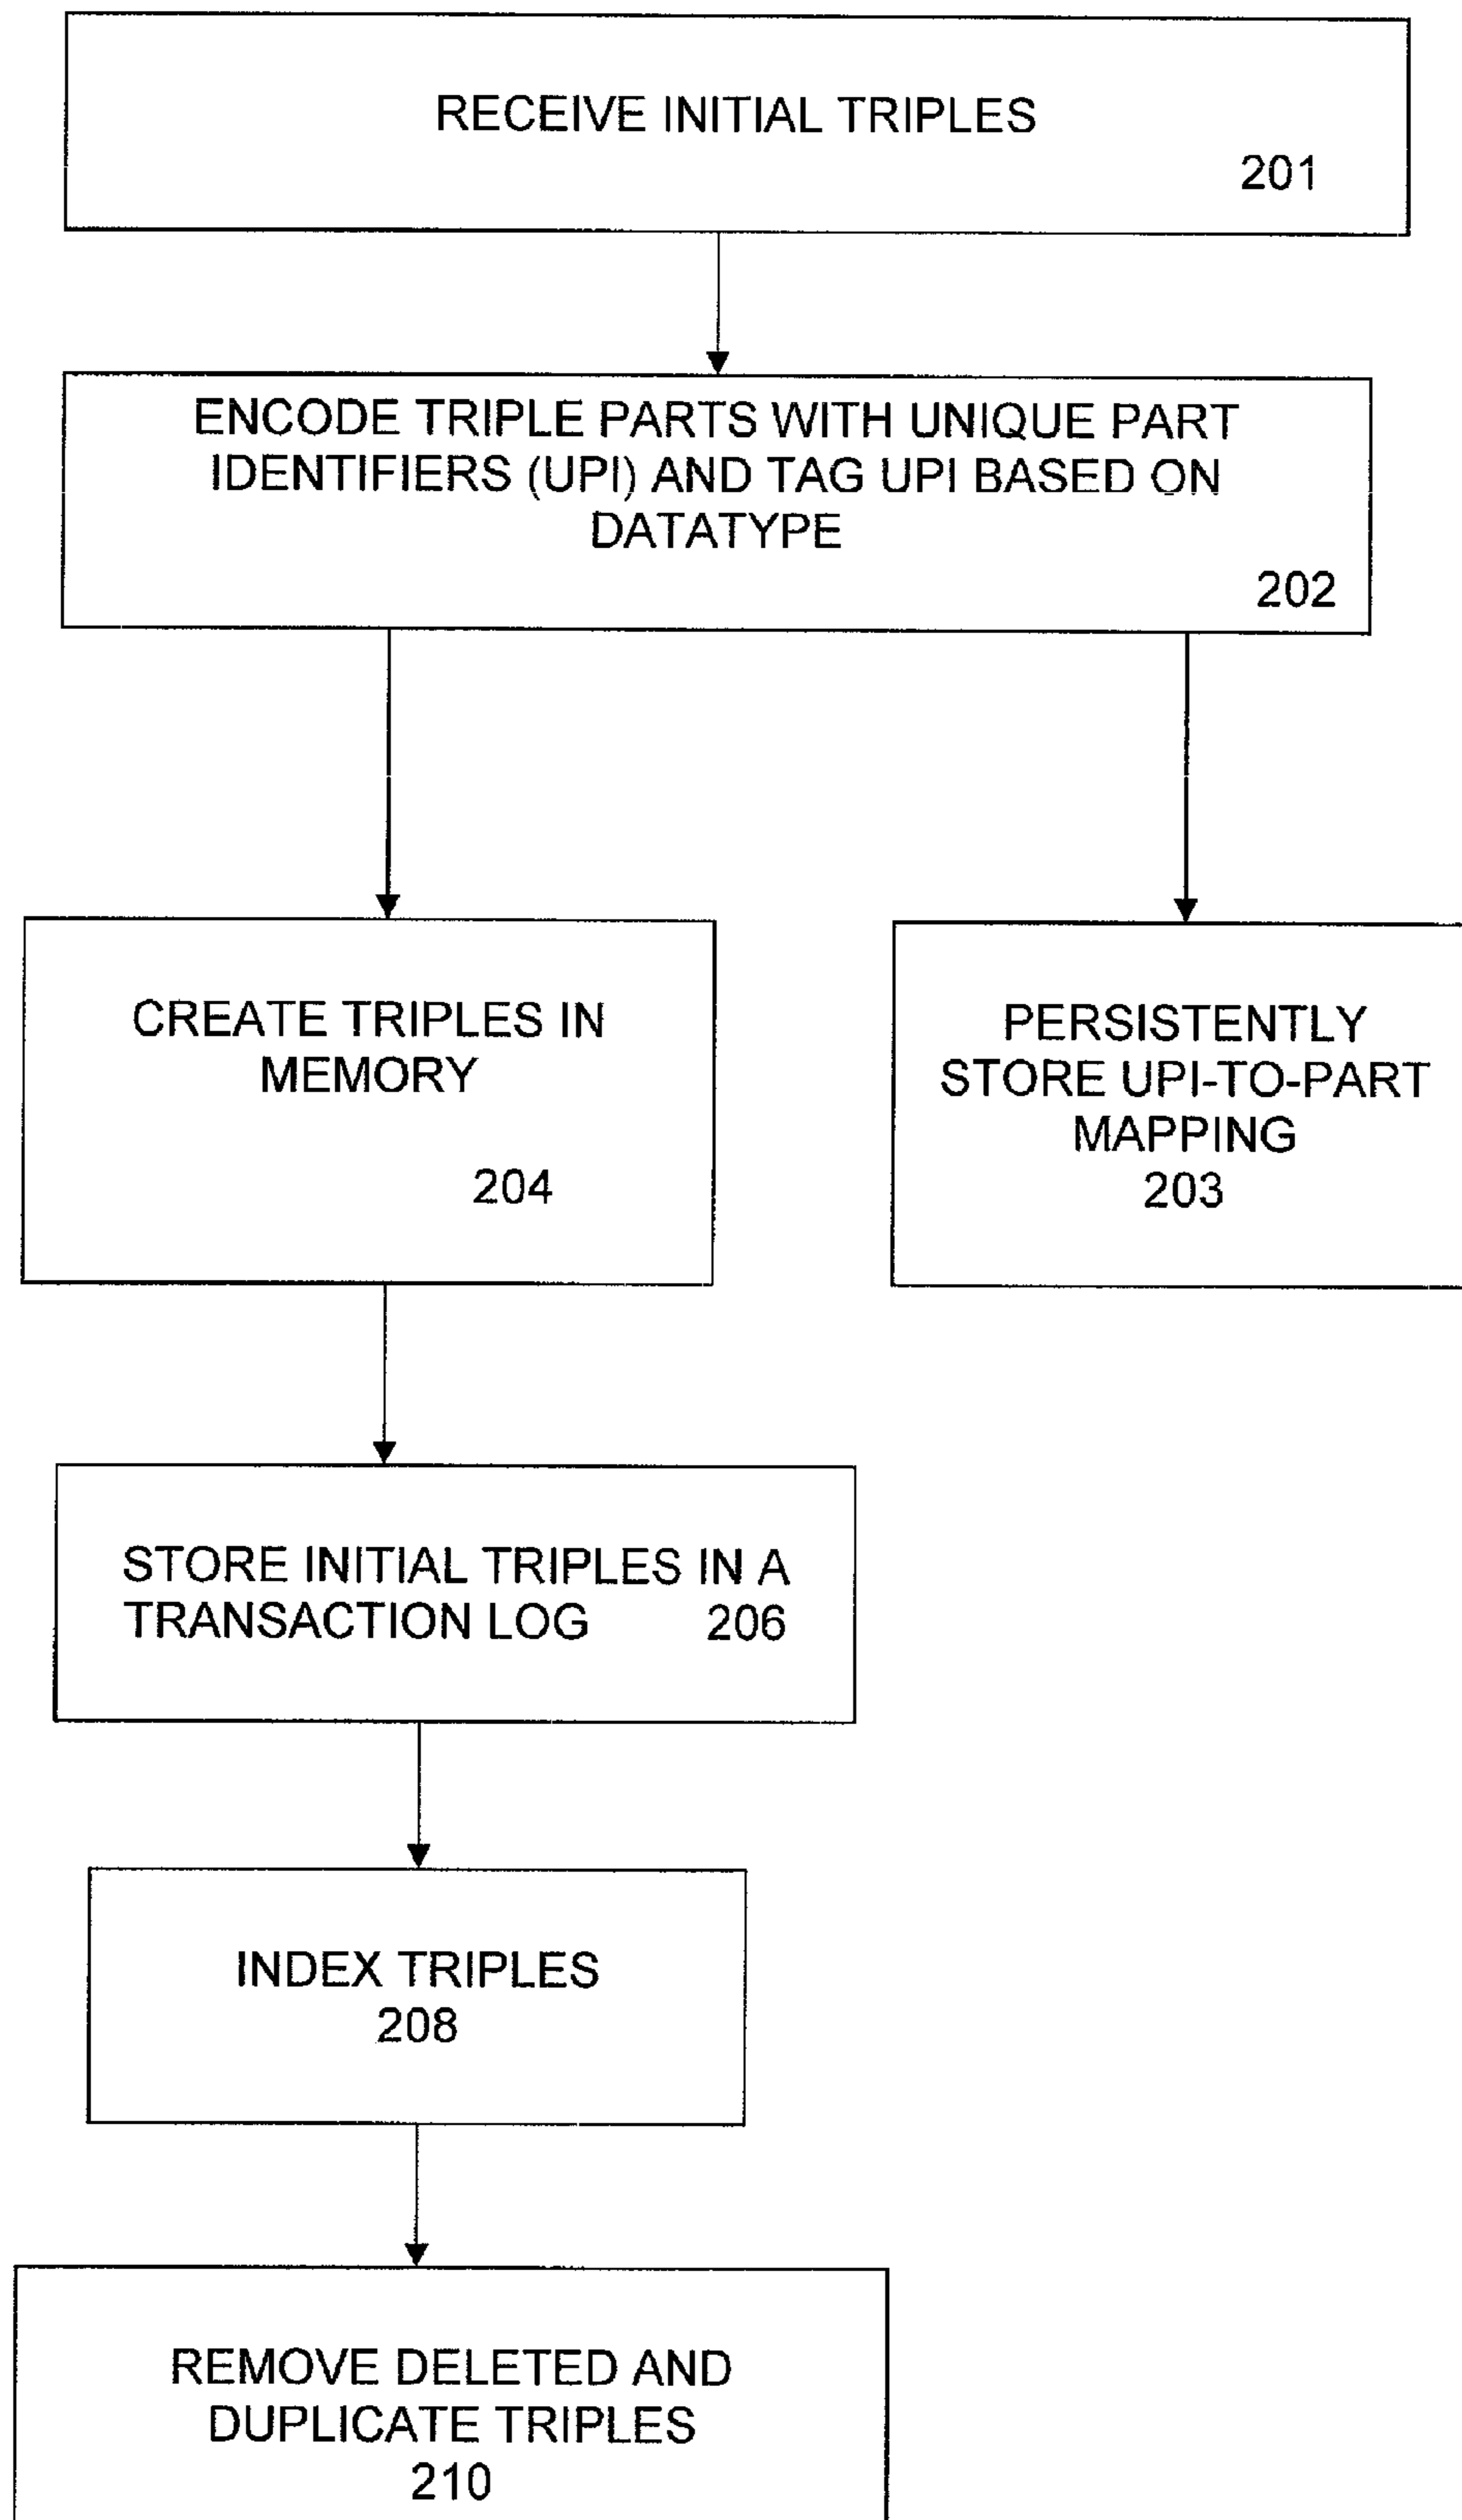 RECEIVE INITIAL TRIPLES
201
ENCODE TRIPLE PARTS WITH UNIQUE PART
IDENTIFIERS (UPI) AND TAG UPI BASED ON
DATATYPE
202
CREATE TRIPLES IN
MEMORY
204
PERSISTENTLY
STORE UPI-TO-PART
MAPPING
203
STORE INITIAL TRIPLES IN A
TRANSACTION LOG 206
INDEX TRIPLES
208
REMOVE DELETED AND
DUPLICATE TRIPLES
210